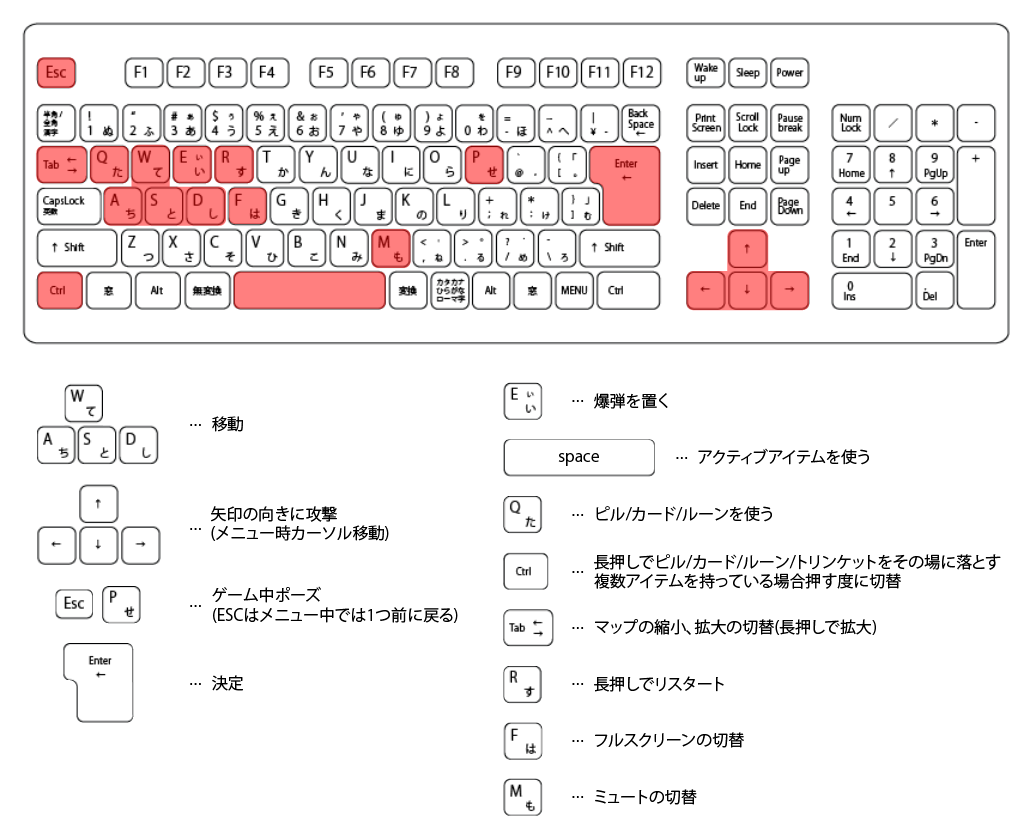 Esc F1 F2 F3 F4 F5 F6 F7 F8 F9 F10 F11 F12 Wake up Sleep Power
半角/全角 漢字 ! 1 ぬ " 2 ふ # ぁ 3 あ $ ぅ 4 う % ぇ 5 え & ぉ 6 お ' ゃ 7 や ( ゅ 8 ゆ ) ょ 9 よ を 0 わ = - ほ ^ へ | ¥ - Back Space ← Print Screen Scroll Lock Pause break Num Lock ／ * -
Tab ← → Q た W て E ぃ い R す T か Y ん U な I に O ら P せ ` @ ゛ { 「 [ ゜ Enter ← Insert Home Page up 7 Home 8 ↑ 9 PgUp +
CapsLock 英数 A ち S と D し F は G き H く J ま K の L り + ; れ * : け } 」 ] む Delete End Page Down 4 ← 5 6 →
↑ Shift Z っ X さ C そ V ひ B こ N み M も < 、 , ね > 。 . る ? ・ / め \ ろ ↑ Shift ↑ 1 End 2 ↓ 3 PgDn Enter
Ctrl 窓 Alt 無変換 変換 カタカナ ひらがな ローマ字 Alt 窓 MENU Ctrl ← ↓ → 0 Ins . Del
W て
A ち S と D し … 移動
↑
← ↓ → … 矢印の向きに攻撃
(メニュー時カーソル移動)
Esc P せ … ゲーム中ポーズ
(ESCはメニュー中では1つ前に戻る)
Enter ← … 決定
E ぃ い … 爆弾を置く
space … アクティブアイテムを使う
Q た … ピル/カード/ルーンを使う
Ctrl … 長押しでピル/カード/ルーン/トリンケットをその場に落とす
複数アイテムを持っている場合押す度に切替
Tab ← → … マップの縮小、拡大の切替(長押しで拡大)
R す … 長押しでリスタート
F は … フルスクリーンの切替
M も … ミュートの切替